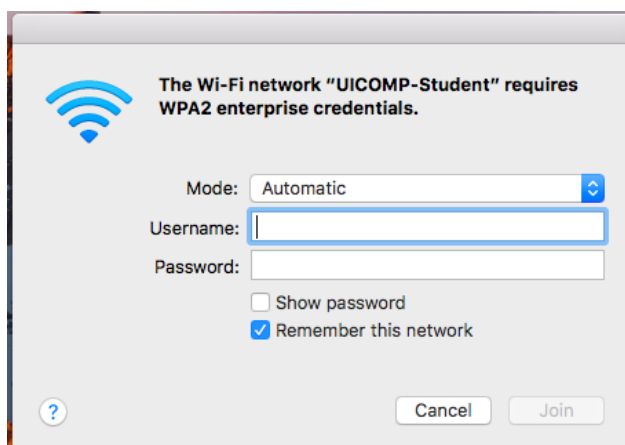 The Wi-Fi network “UICOMP-Student” requires
WPA2 enterprise credentials.
Mode: Automatic
Username:
Password:
Show password
Remember this network
? Cancel Join